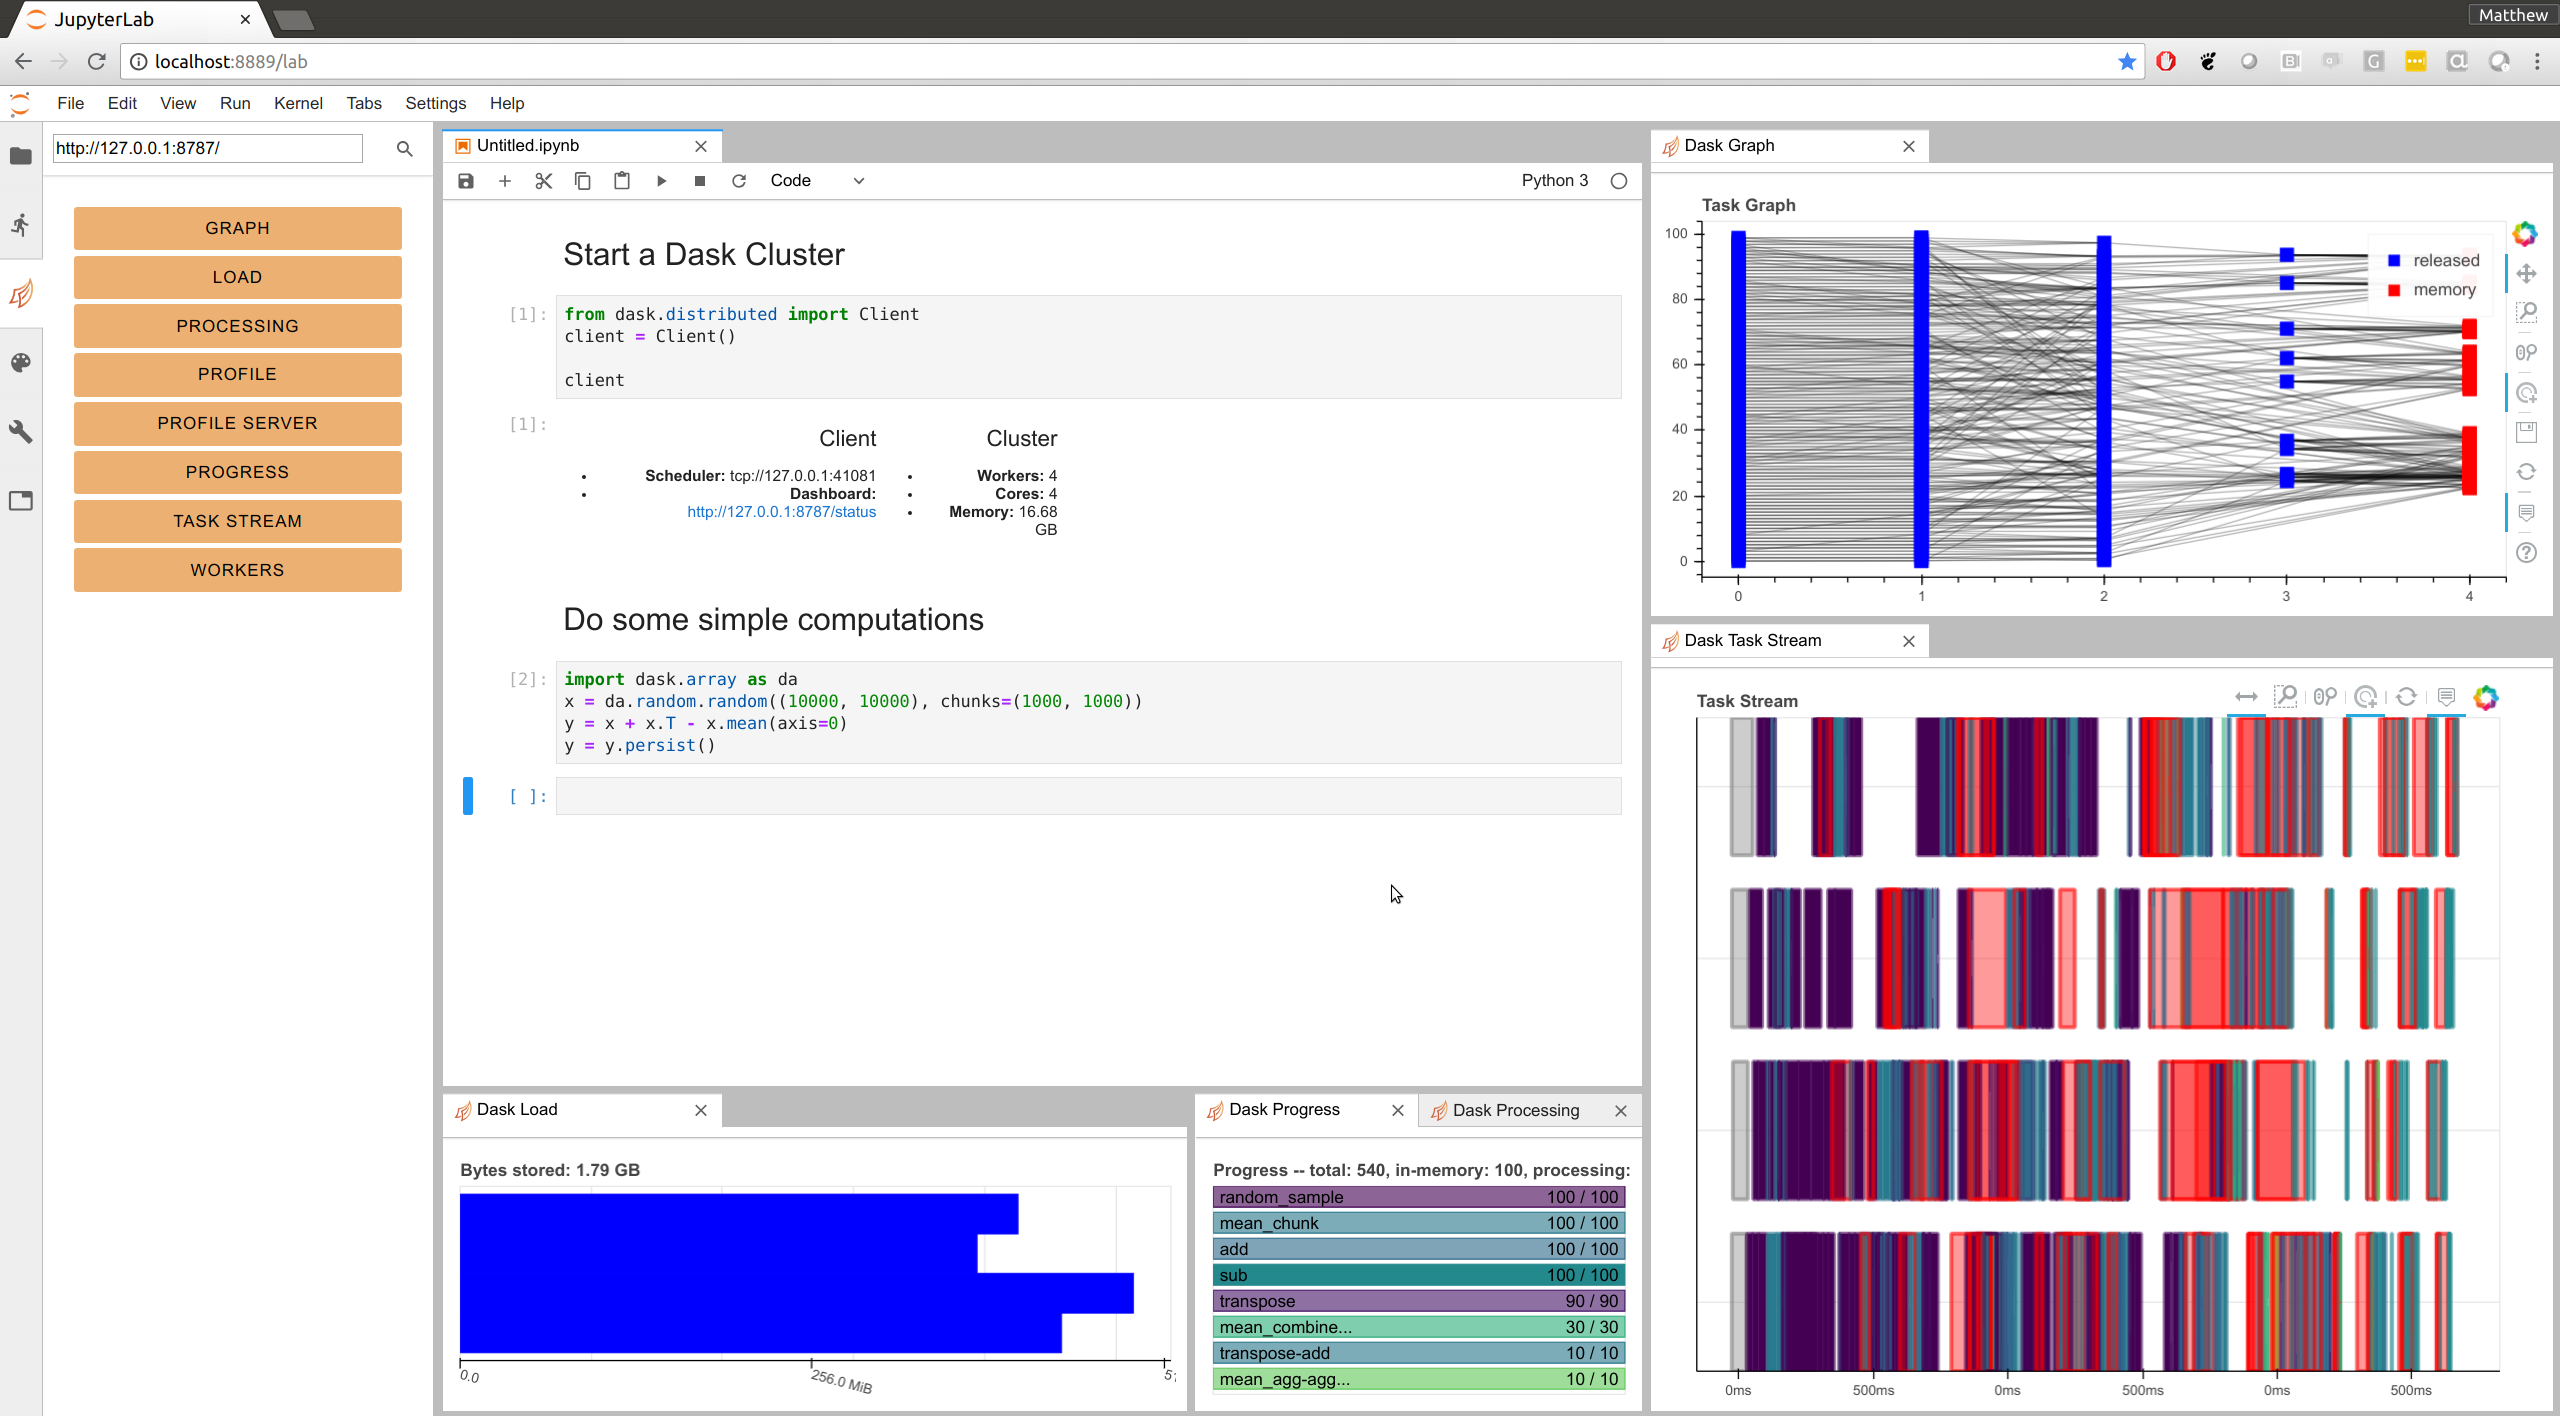 JupyterLab
Matthew
localhost:8889/lab
File Edit View Run Kernel Tabs Settings Help
http://127.0.0.1:8787/
GRAPH
LOAD
PROCESSING
PROFILE
PROFILE SERVER
PROGRESS
TASK STREAM
WORKERS
Untitled.ipynb
Code
Python 3
Start a Dask Cluster
[1]:
from dask.distributed import Client
client = Client()
client
[1]:
Client
Scheduler: tcp://127.0.0.1:41081
Dashboard:
http://127.0.0.1:8787/status
Cluster
Workers: 4
Cores: 4
Memory: 16.68
GB
Do some simple computations
[2]:
import dask.array as da
x = da.random.random((10000, 10000), chunks=(1000, 1000))
y = x + x.T - x.mean(axis=0)
y = y.persist()
[ ]:
Dask Load
Bytes stored: 1.79 GB
0.0
256.0 MiB
Dask Progress
Dask Processing
Progress -- total: 540, in-memory: 100, processing:
random_sample 100 / 100
mean_chunk 100 / 100
add 100 / 100
sub 100 / 100
transpose 90 / 90
mean_combine... 30 / 30
transpose-add 10 / 10
mean_agg-agg... 10 / 10
Dask Graph
Task Graph
100
80
60
40
20
0
0 1 2 3 4
released
memory
Dask Task Stream
Task Stream
0ms 500ms 0ms 500ms 0ms 500ms